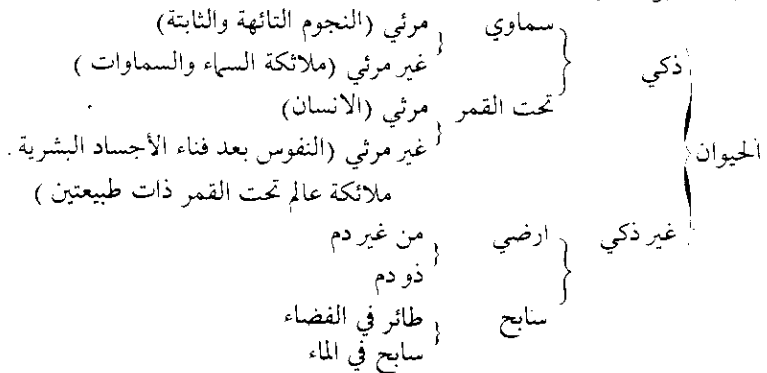 سماوي { مرئي (النجوم التائهة والثابتة)
ذكي { غير مرئي (ملائكة السماء والسماوات )
تحت القمر { مرئي (الانسان)
الحيوان { غير مرئي (النفوس بعد فناء الأجساد البشرية .
ملائكة عالم تحت القمر ذات طبيعتين )
غير ذكي { ارضي { من غير دم
ذو دم
سابح { طائر في الفضاء
سابح في الماء